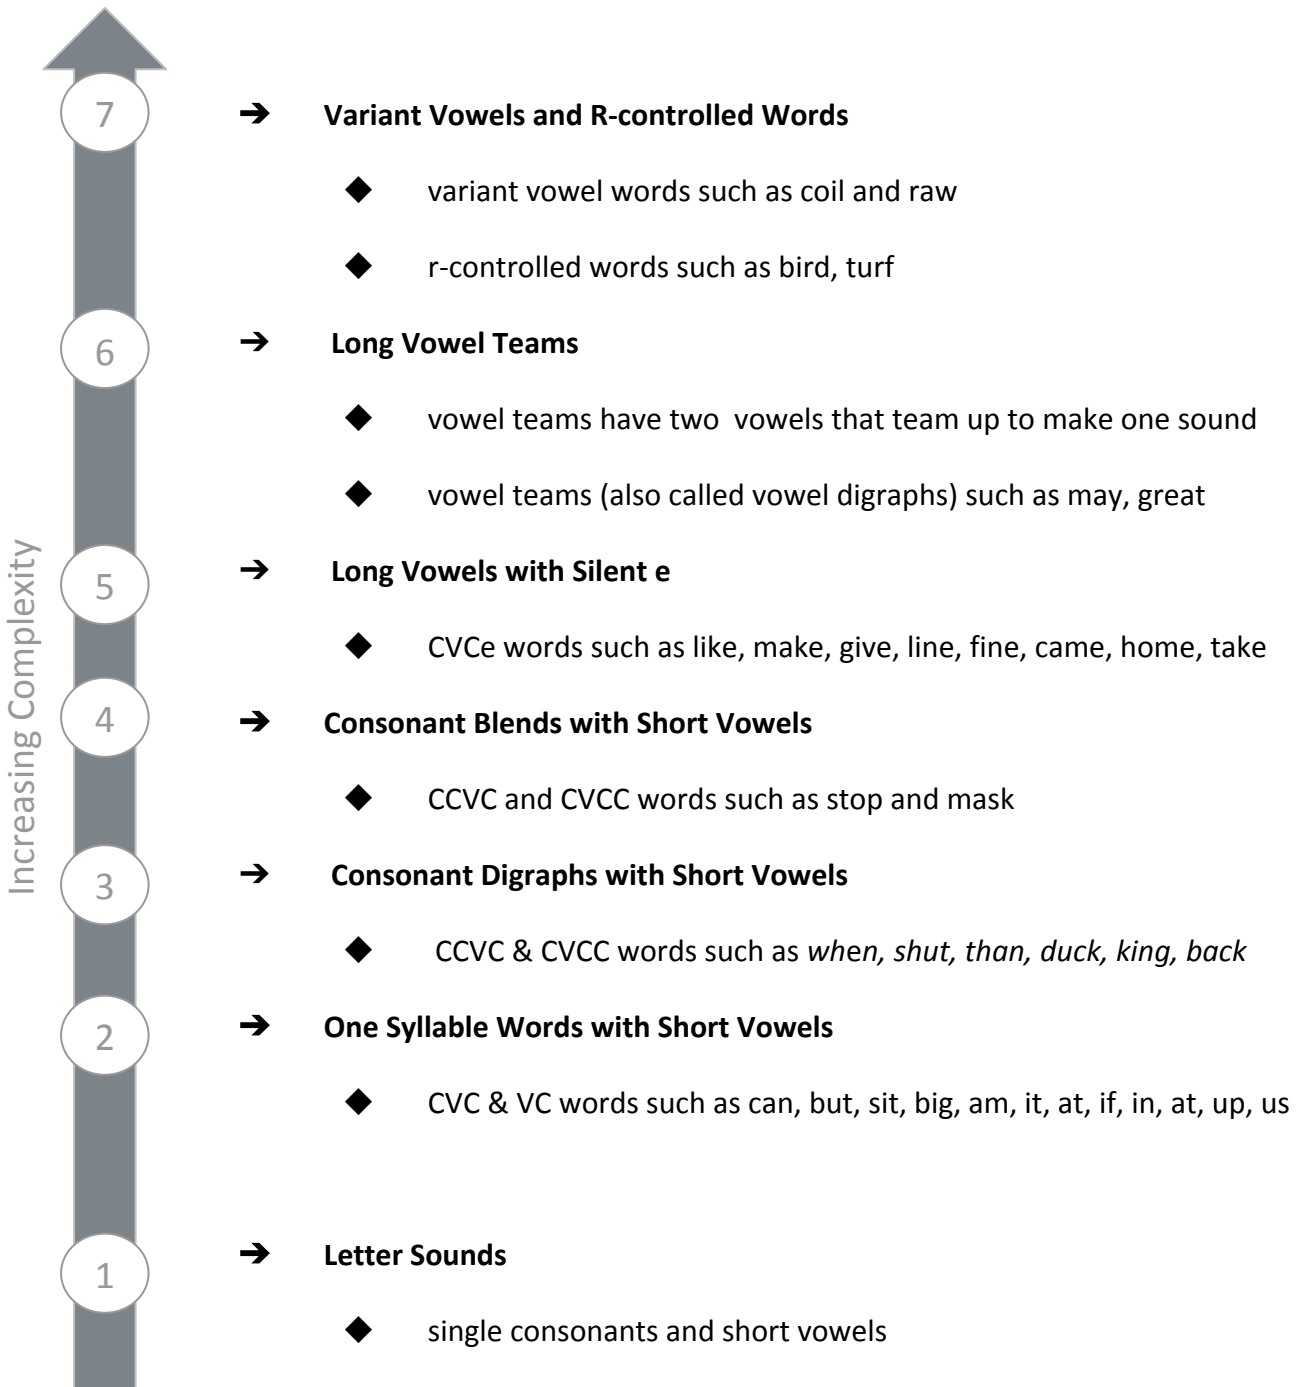 7
➔ Variant Vowels and R-controlled Words
◆ variant vowel words such as coil and raw
◆ r-controlled words such as bird, turf
6
➔ Long Vowel Teams
◆ vowel teams have two  vowels that team up to make one sound
◆ vowel teams (also called vowel digraphs) such as may, great
Increasing Complexity
5
➔ Long Vowels with Silent e
◆ CVCe words such as like, make, give, line, fine, came, home, take
4
➔ Consonant Blends with Short Vowels
◆ CCVC and CVCC words such as stop and mask
3
➔ Consonant Digraphs with Short Vowels
◆ CCVC & CVCC words such as when, shut, than, duck, king, back
2
➔ One Syllable Words with Short Vowels
◆ CVC & VC words such as can, but, sit, big, am, it, at, if, in, at, up, us
1
➔ Letter Sounds
◆ single consonants and short vowels